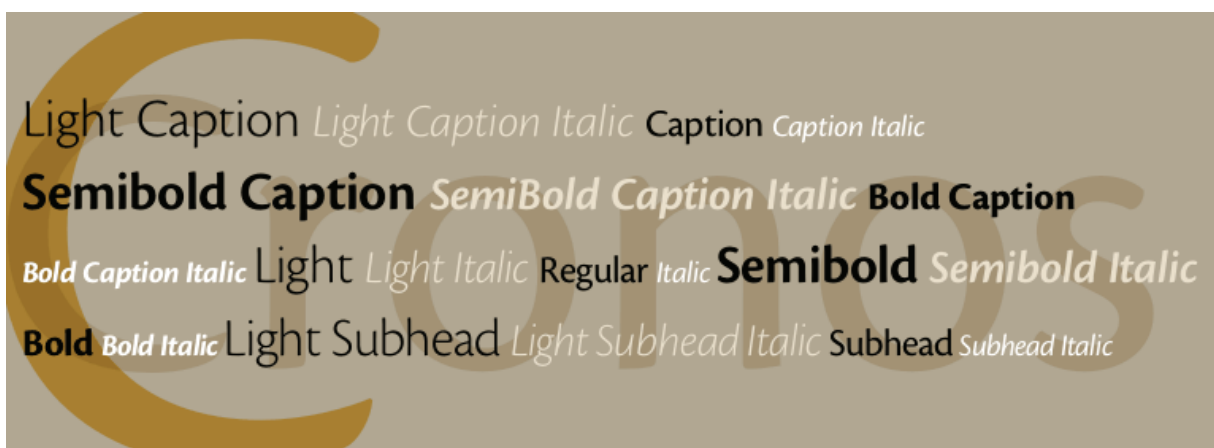 Cronos
Light Caption Light Caption Italic Caption Caption Italic
Semibold Caption SemiBold Caption Italic Bold Caption
Bold Caption Italic Light Light Italic Regular Italic Semibold Semibold Italic
Bold Bold Italic Light Subhead Light Subhead Italic Subhead Subhead Italic